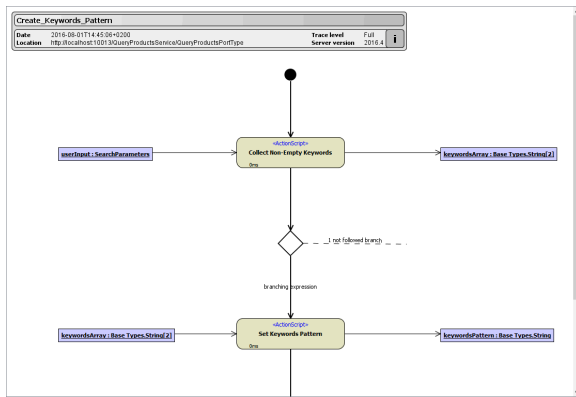 Create_Keywords_Pattern
Date 2016-08-01T14:45:06+0200 Trace level Full
Location http://localhost:10013/QueryProductsService/QueryProductsPortType Server version 2016.4
i
<ActionScript>
userInput : SearchParameters Collect Non-Empty Keywords keywordsArray : Base Types.String[2]
0ms
1 not followed branch
branching expression
<ActionScript>
keywordsArray : Base Types.String[2] Set Keywords Pattern keywordsPattern : Base Types.String
0ms